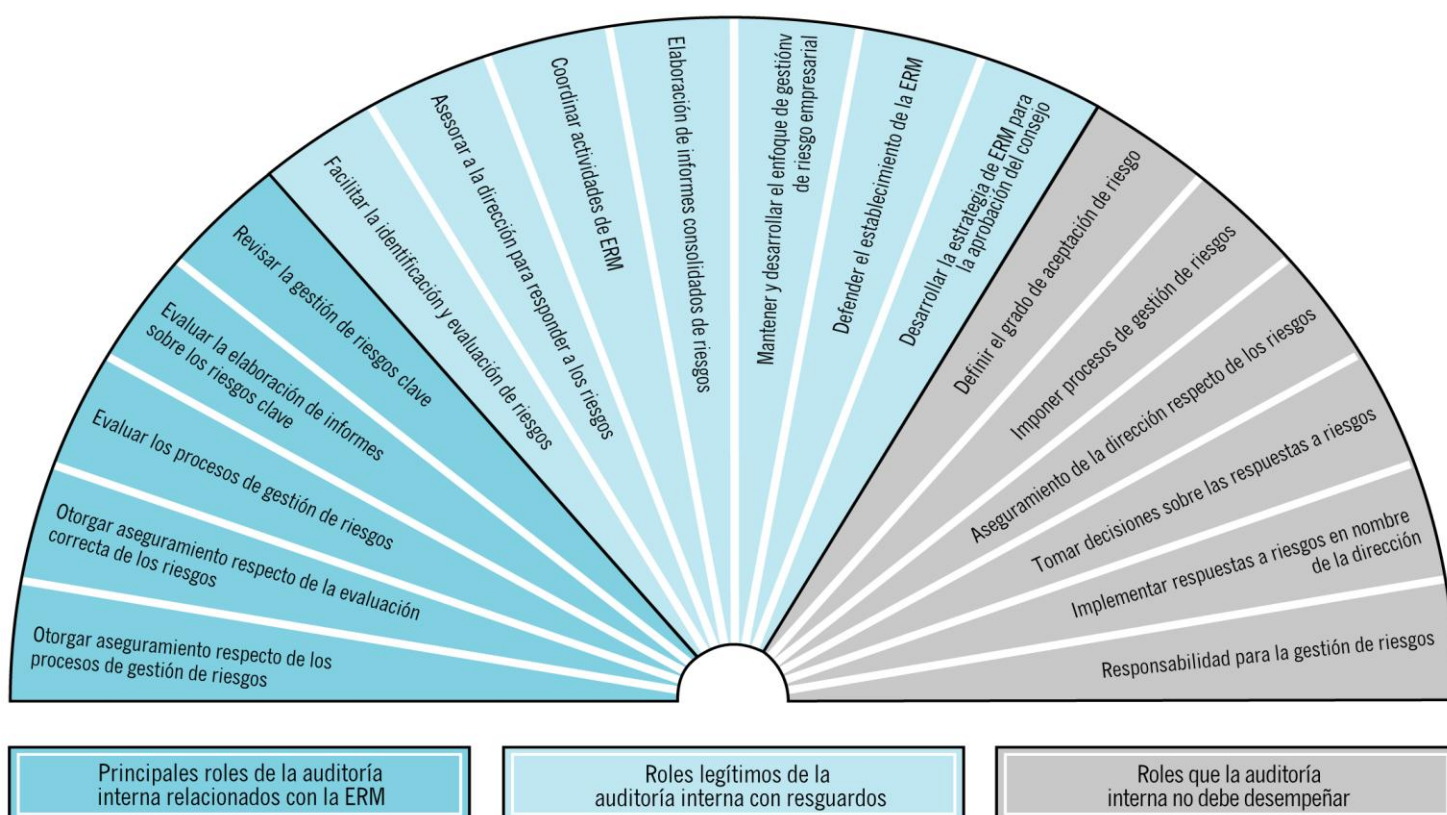 Otorgar aseguramiento respecto de los
procesos de gestión de riesgos
Otorgar aseguramiento respecto de la evaluación
correcta de los riesgos
Evaluar los procesos de gestión de riesgos
Evaluar la elaboración de informes
sobre los riesgos clave
Revisar la gestión de riesgos clave
Facilitar la identificación y evaluación de riesgos
Asesorar a la dirección para responder a los riesgos
Coordinar actividades de ERM
Elaboración de informes consolidados de riesgos
Mantener y desarrollar el enfoque de gestiónv
de riesgo empresarial
Defender el establecimiento de la ERM
Desarrollar la estrategia de ERM para
la aprobación del consejo
Definir el grado de aceptación de riesgo
Imponer procesos de gestión de riesgos
Aseguramiento de la dirección respecto de los riesgos
Tomar decisiones sobre las respuestas a riesgos
Implementar respuestas a riesgos en nombre
de la dirección
Responsabilidad para la gestión de riesgos
Principales roles de la auditoría
interna relacionados con la ERM
Roles legítimos de la
auditoría interna con resguardos
Roles que la auditoría
interna no debe desempeñar